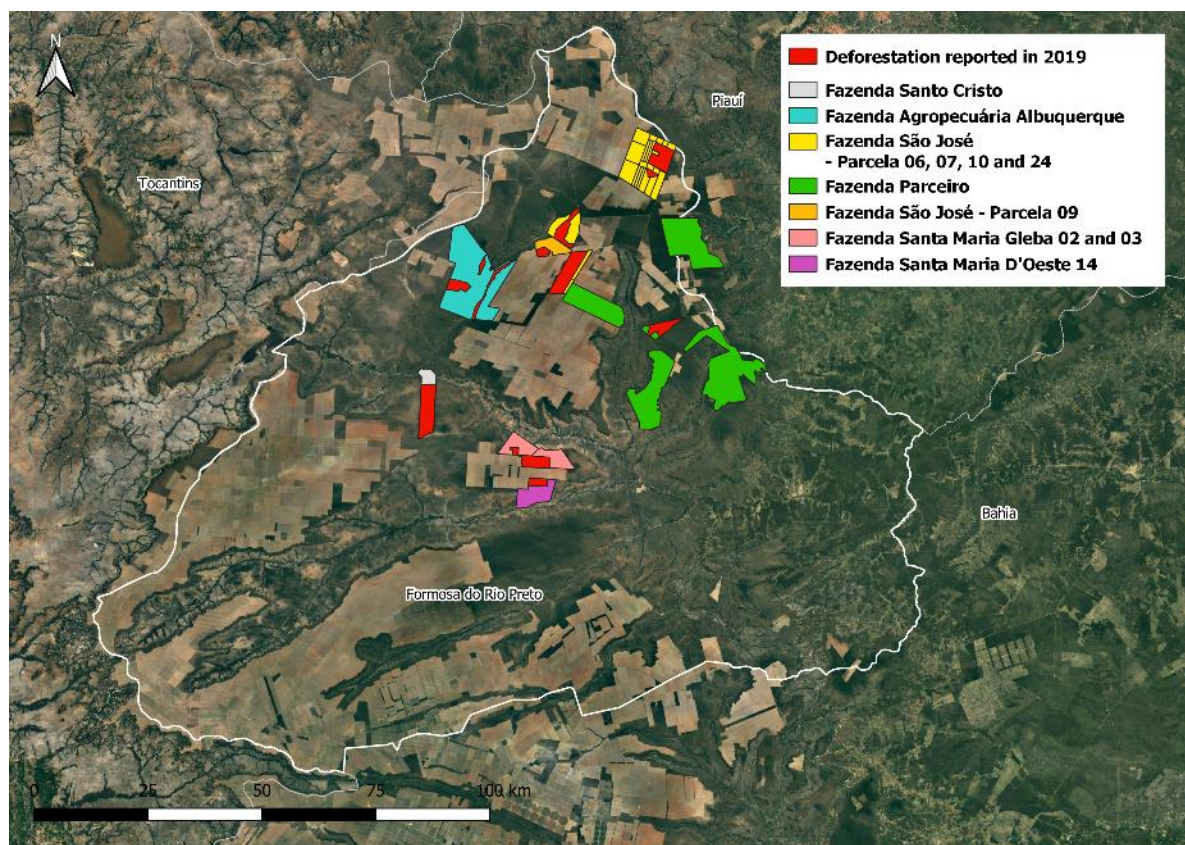 N
Deforestation reported in 2019
Fazenda Santo Cristo
Fazenda Agropecuária Albuquerque
Fazenda São José
- Parcela 06, 07, 10 and 24
Fazenda Parceiro
Fazenda São José - Parcela 09
Fazenda Santa Maria Gleba 02 and 03
Fazenda Santa Maria D'Oeste 14
Piauí
Tocantins
Bahia
Formosa do Rio Preto
0 25 50 75 100 km